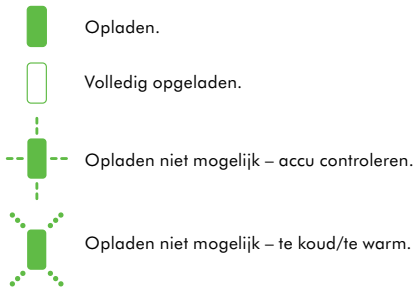 Opladen.
Volledig opgeladen.
Opladen niet mogelijk – accu controleren.
Opladen niet mogelijk – te koud/te warm.